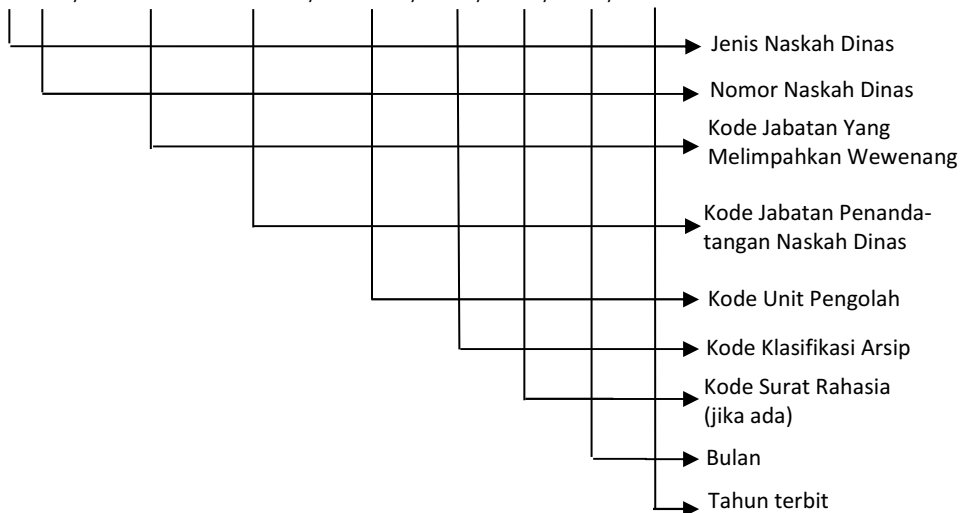 Jenis Naskah Dinas
Nomor Naskah Dinas
Kode Jabatan Yang
Melimpahkan Wewenang
Kode Jabatan Penanda-
tangan Naskah Dinas
Kode Unit Pengolah
Kode Klasifikasi Arsip
Kode Surat Rahasia
(jika ada)
Bulan
Tahun terbit